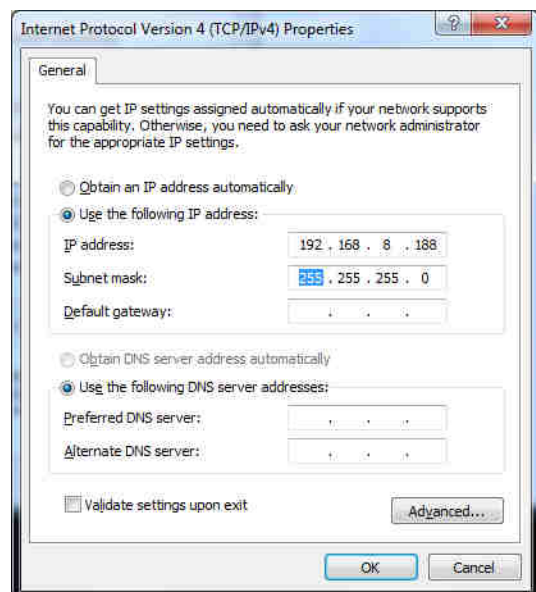 Internet Protocol Version 4 (TCP/IPv4) Properties
?
General
You can get IP settings assigned automatically if your network supports
this capability. Otherwise, you need to ask your network administrator
for the appropriate IP settings.
Obtain an IP address automatically
Use the following IP address:
IP address: 192 . 168 . 8 . 188
Subnet mask: 255 . 255 . 255 . 0
Default gateway: . . .
Obtain DNS server address automatically
Use the following DNS server addresses:
Preferred DNS server: . . .
Alternate DNS server: . . .
Validate settings upon exit
Advanced...
OK Cancel